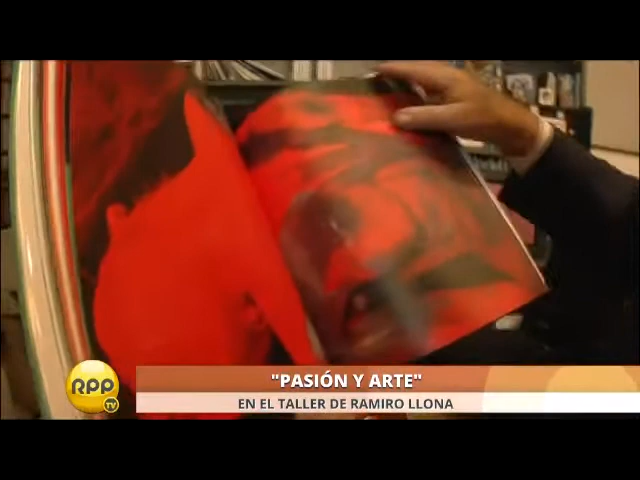 "PASIÓN Y ARTE"
RPP
TV
EN EL TALLER DE RAMIRO LLONA